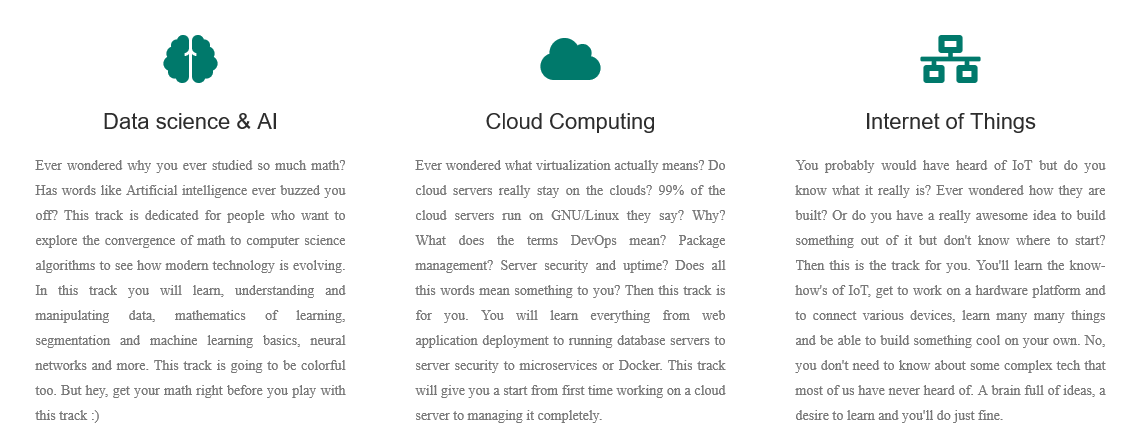 Data science & AI
Ever wondered why you ever studied so much math?
Has words like Artificial intelligence ever buzzed you
off? This track is dedicated for people who want to
explore the convergence of math to computer science
algorithms to see how modern technology is evolving.
In this track you will learn, understanding and
manipulating data, mathematics of learning,
segmentation and machine learning basics, neural
networks and more. This track is going to be colorful
too. But hey, get your math right before you play with
this track :)
Cloud Computing
Ever wondered what virtualization actually means? Do
cloud servers really stay on the clouds? 99% of the
cloud servers run on GNU/Linux they say? Why?
What does the terms DevOps mean? Package
management? Server security and uptime? Does all
this words mean something to you? Then this track is
for you. You will learn everything from web
application deployment to running database servers to
server security to microservices or Docker. This track
will give you a start from first time working on a cloud
server to managing it completely.
Internet of Things
You probably would have heard of IoT but do you
know what it really is? Ever wondered how they are
built? Or do you have a really awesome idea to build
something out of it but don't know where to start?
Then this is the track for you. You'll learn the know-
how's of IoT, get to work on a hardware platform and
to connect various devices, learn many many things
and be able to build something cool on your own. No,
you don't need to know about some complex tech that
most of us have never heard of. A brain full of ideas, a
desire to learn and you'll do just fine.